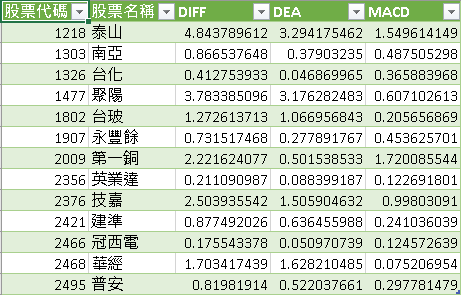 股票代碼 股票名稱 DIFF DEA MACD
1218 泰山 4.843789612 3.294175462 1.549614149
1303 南亞 0.866537648 0.37903235 0.487505298
1326 台化 0.412753933 0.046869965 0.365883968
1477 聚陽 3.783385096 3.176282483 0.607102613
1802 台玻 1.272613713 1.066956843 0.205656869
1907 永豐餘 0.731517468 0.277891767 0.453625701
2009 第一銅 2.221624077 0.501538533 1.720085544
2356 英業達 0.211090987 0.088399187 0.122691801
2376 技嘉 2.503935542 1.505904632 0.99803091
2421 建準 0.877492026 0.636455988 0.241036039
2466 冠西電 0.175543378 0.050970739 0.124572639
2468 華經 1.703417439 1.628210485 0.075206954
2495 普安 0.81981914 0.522037661 0.297781479